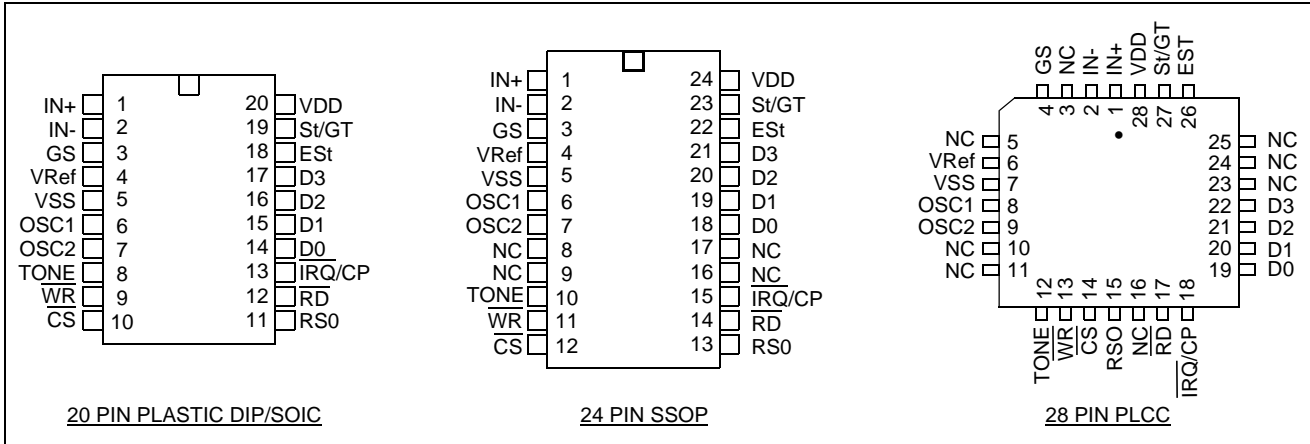 IN+ 1 20 VDD
IN- 2 19 St/GT
GS 3 18 ESt
VRef 4 17 D3
VSS 5 16 D2
OSC1 6 15 D1
OSC2 7 14 D0
TONE 8 13 IRQ/CP
WR 9 12 RD
CS 10 11 RS0
20 PIN PLASTIC DIP/SOIC
IN+ 1 24 VDD
IN- 2 23 St/GT
GS 3 22 ESt
VRef 4 21 D3
VSS 5 20 D2
OSC1 6 19 D1
OSC2 7 18 D0
NC 8 17 NC
NC 9 16 NC
TONE 10 15 IRQ/CP
WR 11 14 RD
CS 12 13 RS0
24 PIN SSOP
GS NC IN- IN+ VDD St/GT EST
4 3 2 1 28 27 26
NC 5 25 NC
VRef 6 24 NC
VSS 7 23 NC
OSC1 8 22 D3
OSC2 9 21 D2
NC 10 20 D1
NC 11 19 D0
12 13 14 15 16 17 18
TONE WR CS RSO NC RD IRQ/CP
28 PIN PLCC